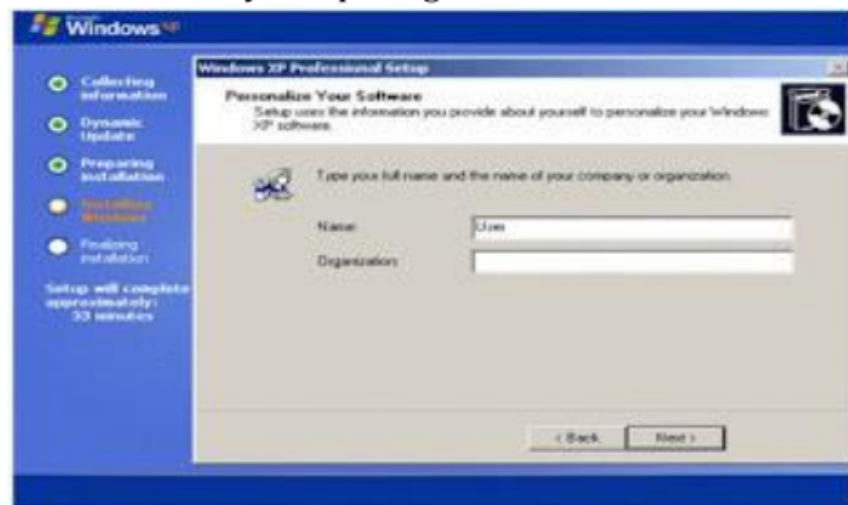 Windows xp
Collecting
information
Dynamic
Update
Preparing
installation
Installing
Windows
Finalizing
installation
Setup will complete
approximately:
33 minutes
Windows XP Professional Setup
Personalize Your Software
Setup uses the information you provide about yourself to personalize your Windows
XP software.
Type your full name and the name of your company or organization.
Name:
User
Organization:
< Back
Next >